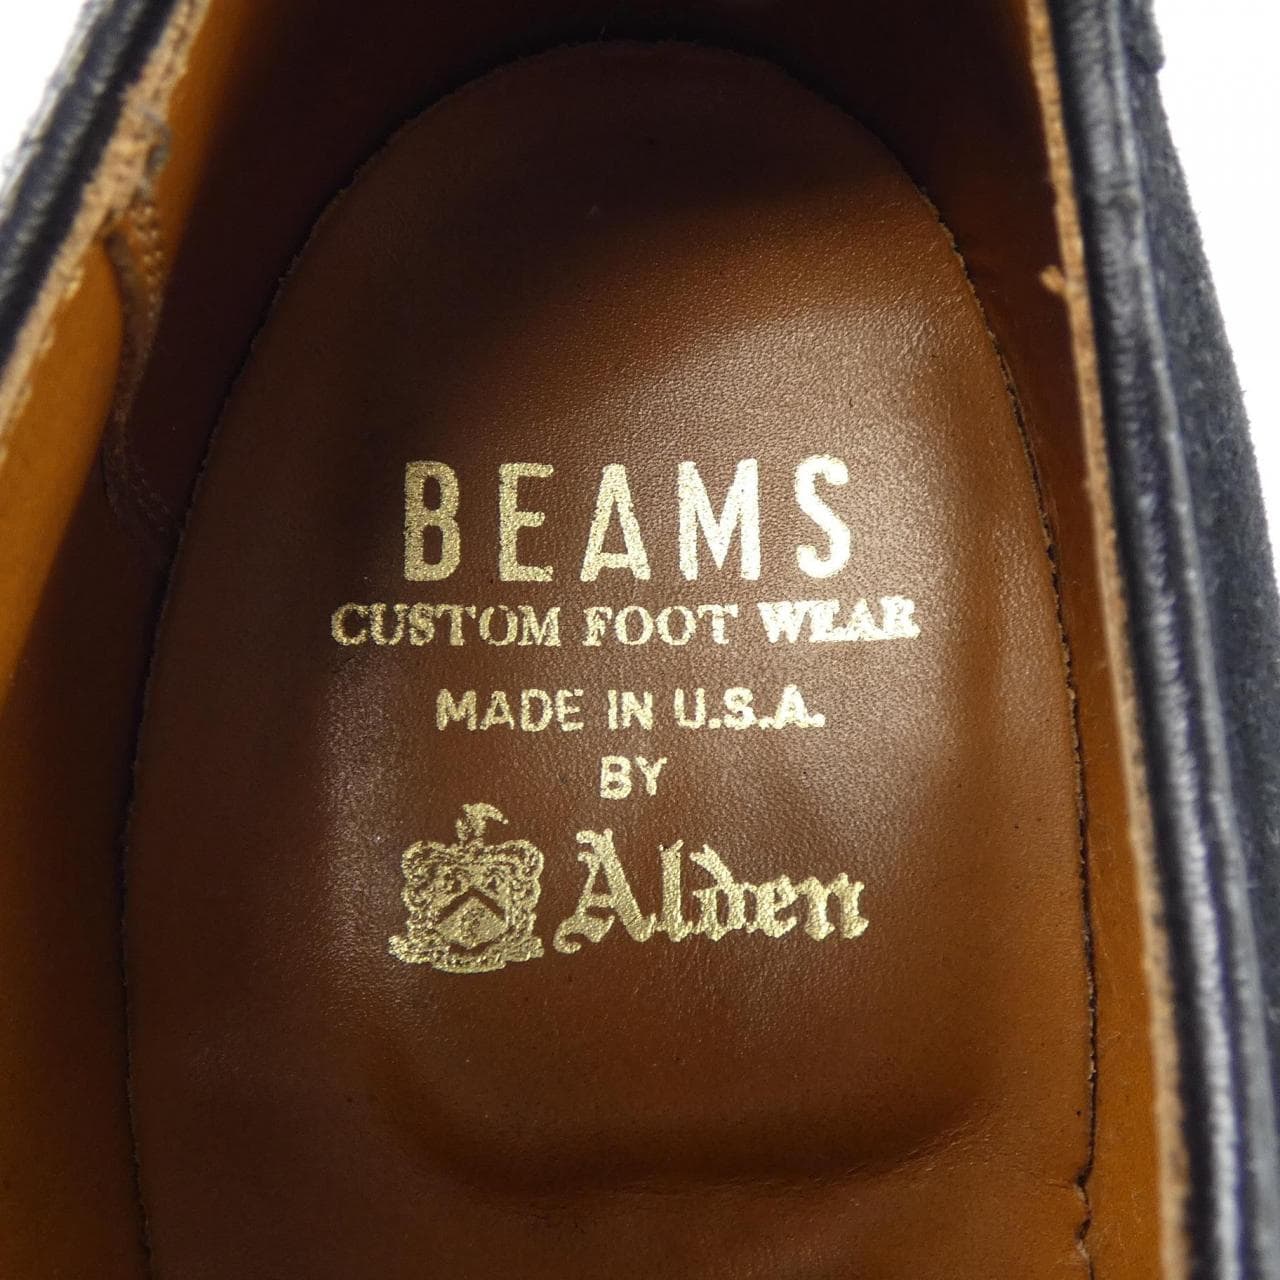 BEAMS
CUSTOM FOOT WEAR
MADE IN U.S.A.
BY
Alden